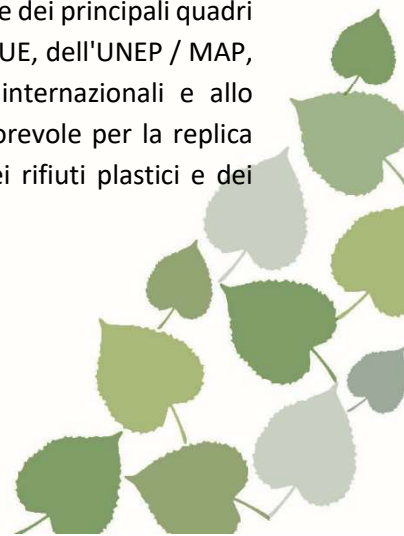 e dei principali quadri
UE, dell'UNEP / MAP,
internazionali e allo
orevole per la replica
ei rifiuti plastici e dei